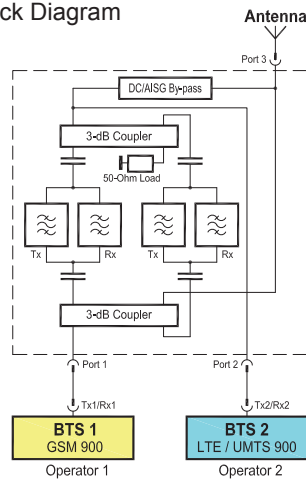 ck Diagram
Antenna
Port 3
DC/AISG By-pass
3-dB Coupler
50-Ohm Load
Tx Rx Tx Rx
3-dB Coupler
Port 1 Port 2
Tx1/Rx1 Tx2/Rx2
BTS 1 BTS 2
GSM 900 LTE / UMTS 900
Operator 1 Operator 2